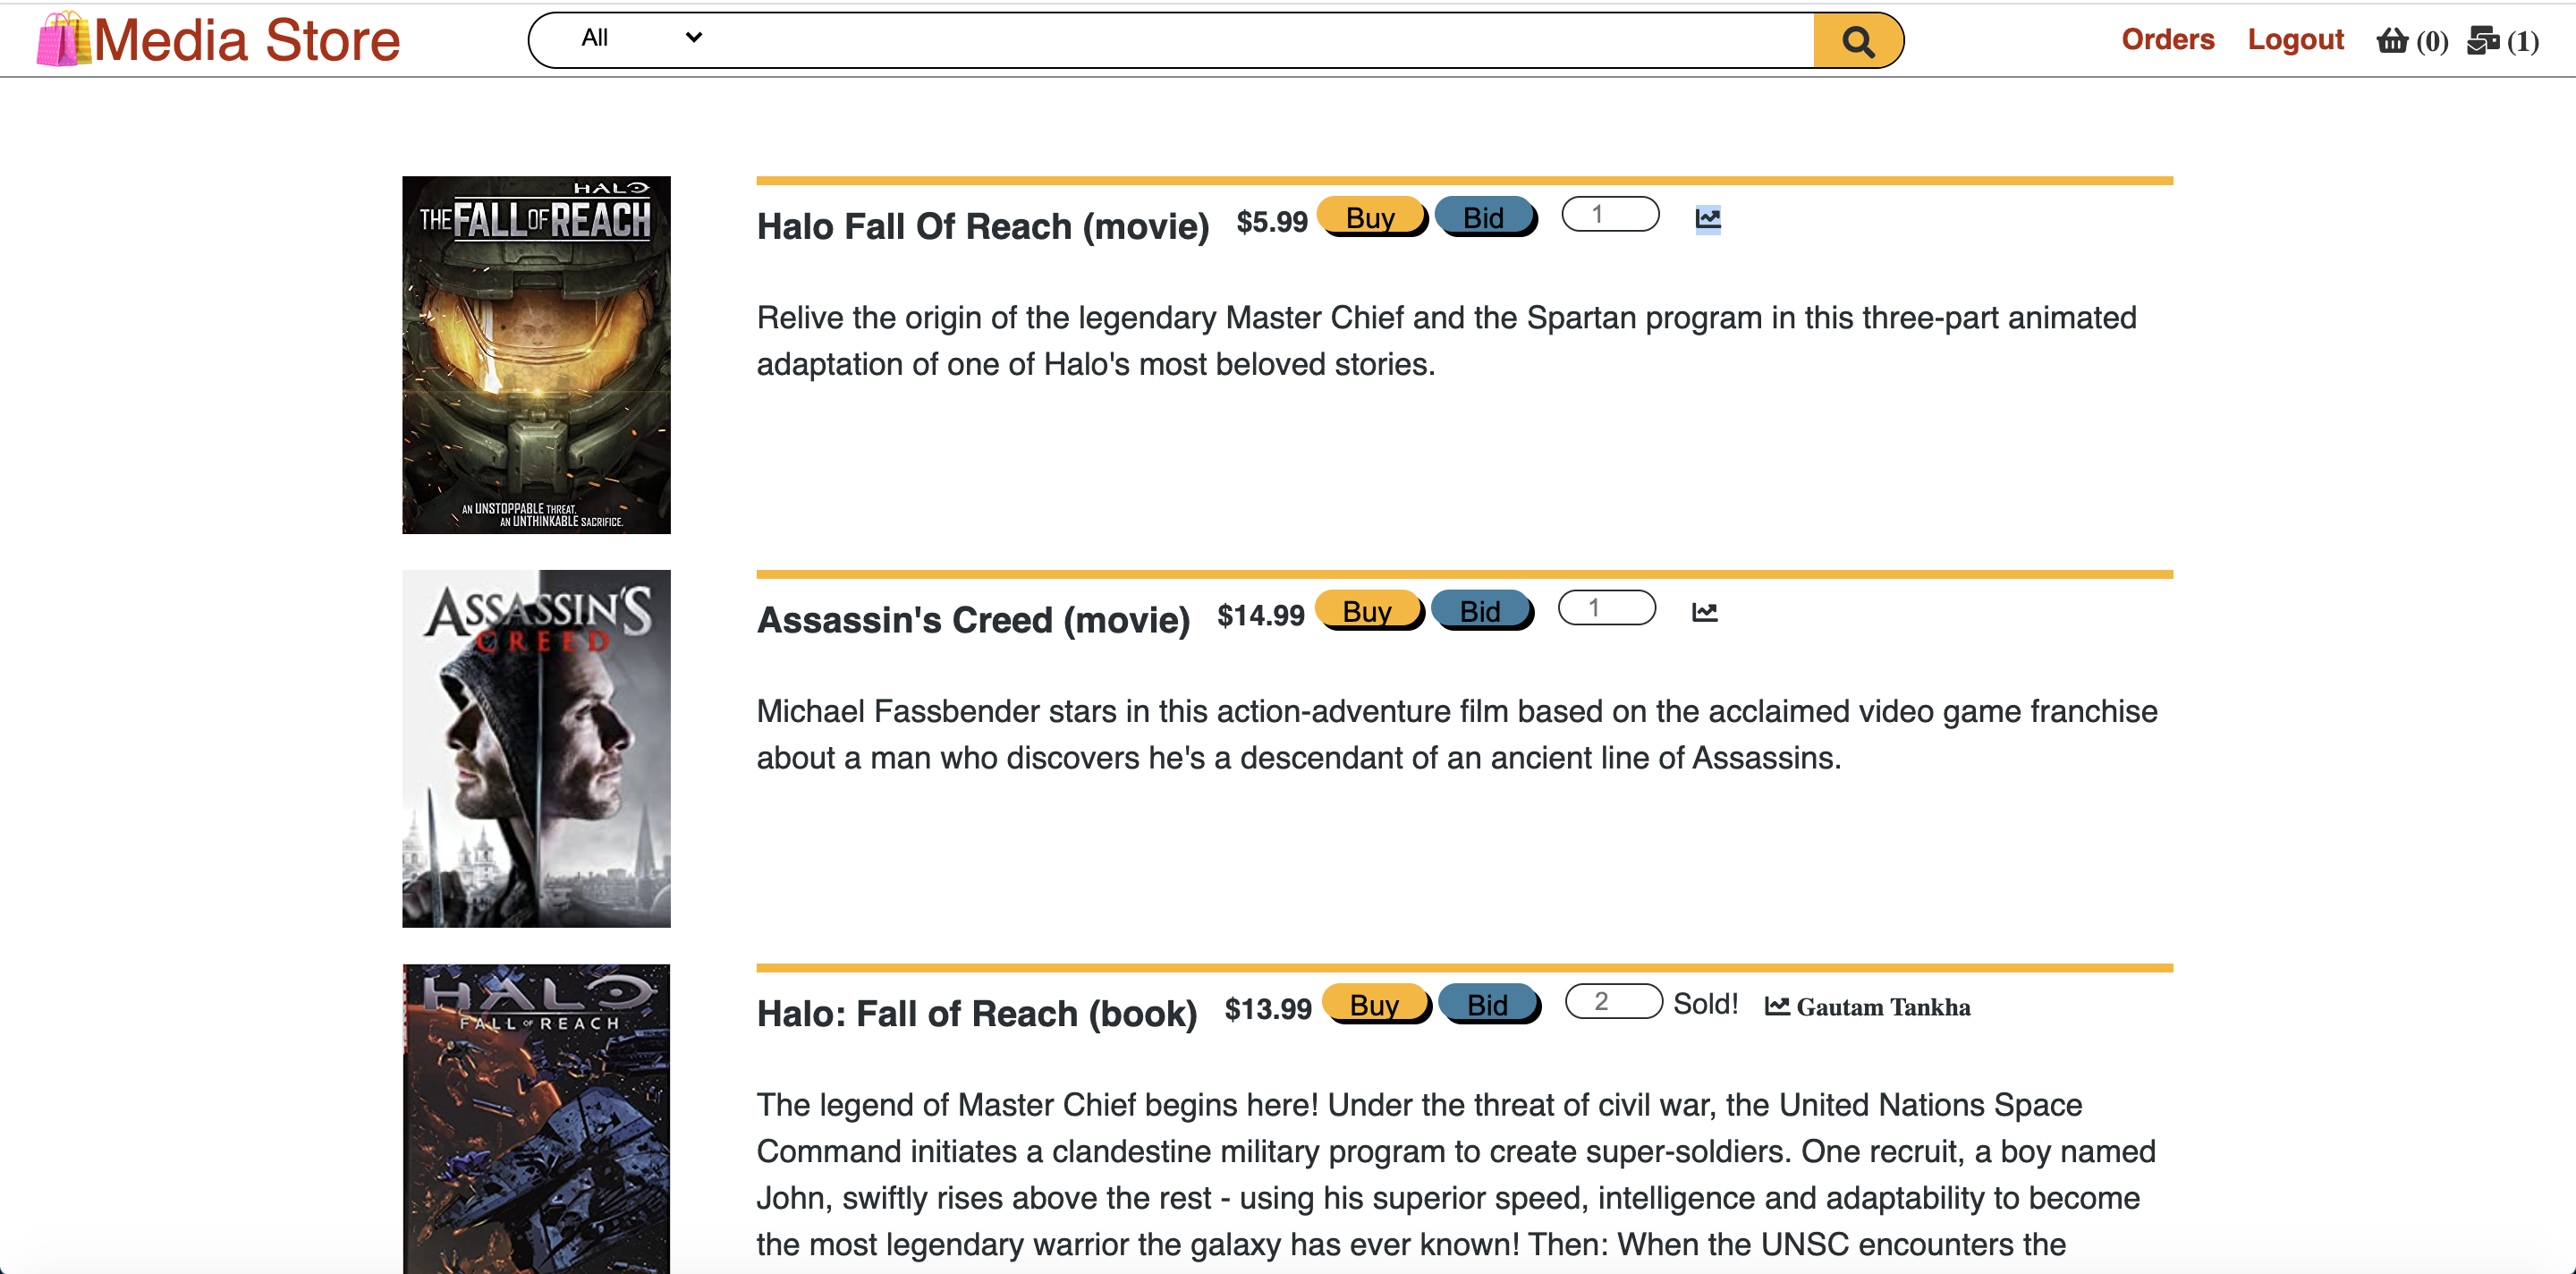 Media Store
All
Orders Logout (0) (1)
HALO
THE FALL OF REACH
AN UNSTOPPABLE THREAT.
AN UNTHINKABLE SACRIFICE.
Halo Fall Of Reach (movie) $5.99 Buy Bid 1
Relive the origin of the legendary Master Chief and the Spartan program in this three-part animated
adaptation of one of Halo's most beloved stories.
ASSASSIN'S
CREED
Assassin's Creed (movie) $14.99 Buy Bid 1
Michael Fassbender stars in this action-adventure film based on the acclaimed video game franchise
about a man who discovers he's a descendant of an ancient line of Assassins.
HALO
FALL OF REACH
Halo: Fall of Reach (book) $13.99 Buy Bid 2 Sold! Gautam Tankha
The legend of Master Chief begins here! Under the threat of civil war, the United Nations Space
Command initiates a clandestine military program to create super-soldiers. One recruit, a boy named
John, swiftly rises above the rest - using his superior speed, intelligence and adaptability to become
the most legendary warrior the galaxy has ever known! Then: When the UNSC encounters the